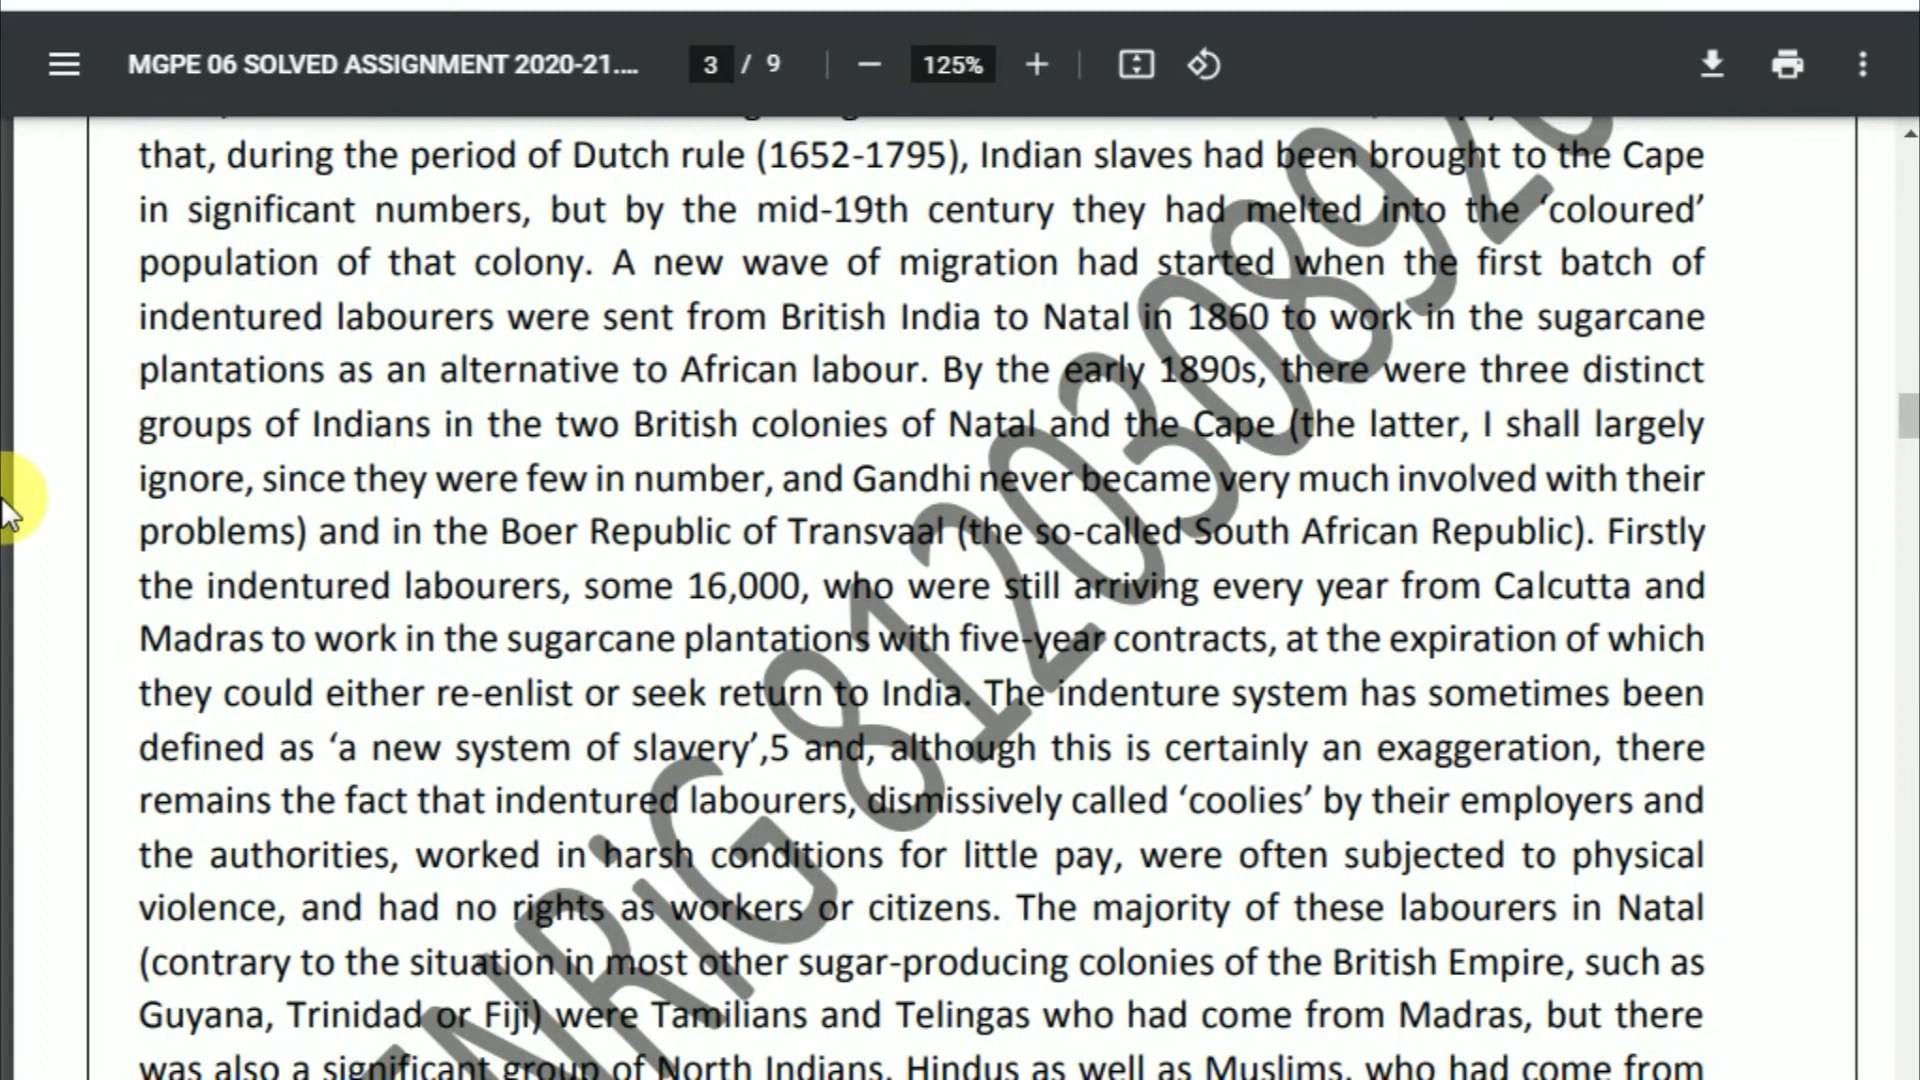 MGPE 06 SOLVED ASSIGNMENT 2020-21.... 3 / 9 125%
that, during the period of Dutch rule (1652-1795), Indian slaves had been brought to the Cape
in significant numbers, but by the mid-19th century they had melted into the ‘coloured’
population of that colony. A new wave of migration had started when the first batch of
indentured labourers were sent from British India to Natal in 1860 to work in the sugarcane
plantations as an alternative to African labour. By the early 1890s, there were three distinct
groups of Indians in the two British colonies of Natal and the Cape (the latter, I shall largely
ignore, since they were few in number, and Gandhi never became very much involved with their
problems) and in the Boer Republic of Transvaal (the so-called South African Republic). Firstly
the indentured labourers, some 16,000, who were still arriving every year from Calcutta and
Madras to work in the sugarcane plantations with five-year contracts, at the expiration of which
they could either re-enlist or seek return to India. The indenture system has sometimes been
defined as ‘a new system of slavery’,5 and, although this is certainly an exaggeration, there
remains the fact that indentured labourers, dismissively called ‘coolies’ by their employers and
the authorities, worked in harsh conditions for little pay, were often subjected to physical
violence, and had no rights as workers or citizens. The majority of these labourers in Natal
(contrary to the situation in most other sugar-producing colonies of the British Empire, such as
Guyana, Trinidad or Fiji) were Tamilians and Telingas who had come from Madras, but there
was also a significant group of North Indians, Hindus as well as Muslims, who had come from